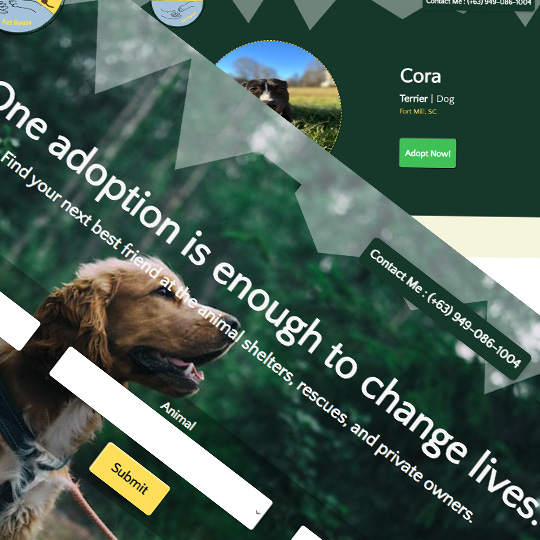 Pet House
Contact Me : (+63) 949-086-1004
Cora
Terrier | Dog
Fort Mill, SC
Adopt Now!
One adoption is enough to change lives.
Find your next best friend at the animal shelters, rescues, and private owners.
Contact Me : (+63) 949-086-1004
Animal
Submit